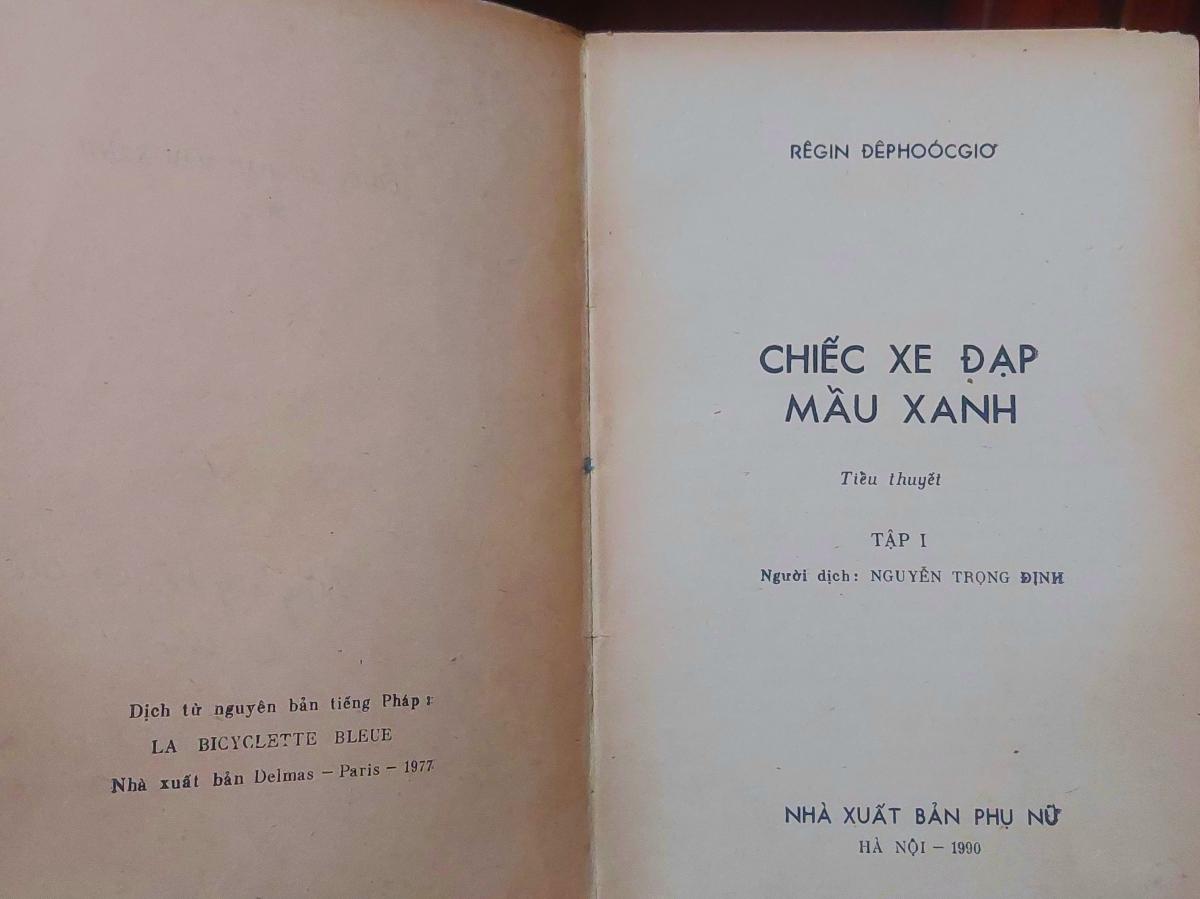 Dịch từ nguyên bản tiếng Pháp :
LA BICYCLETTE BLEUE
Nhà xuất bản Delmas — Paris — 1977
RÊGIN ĐÊPHOÓCGIƠ
CHIẾC XE ĐẠP
MẦU XANH
Tiểu thuyết
TẬP I
Người dịch: NGUYỄN TRỌNG ĐỊNH
NHÀ XUẤT BẢN PHỤ NỮ
HÀ NỘI — 1990